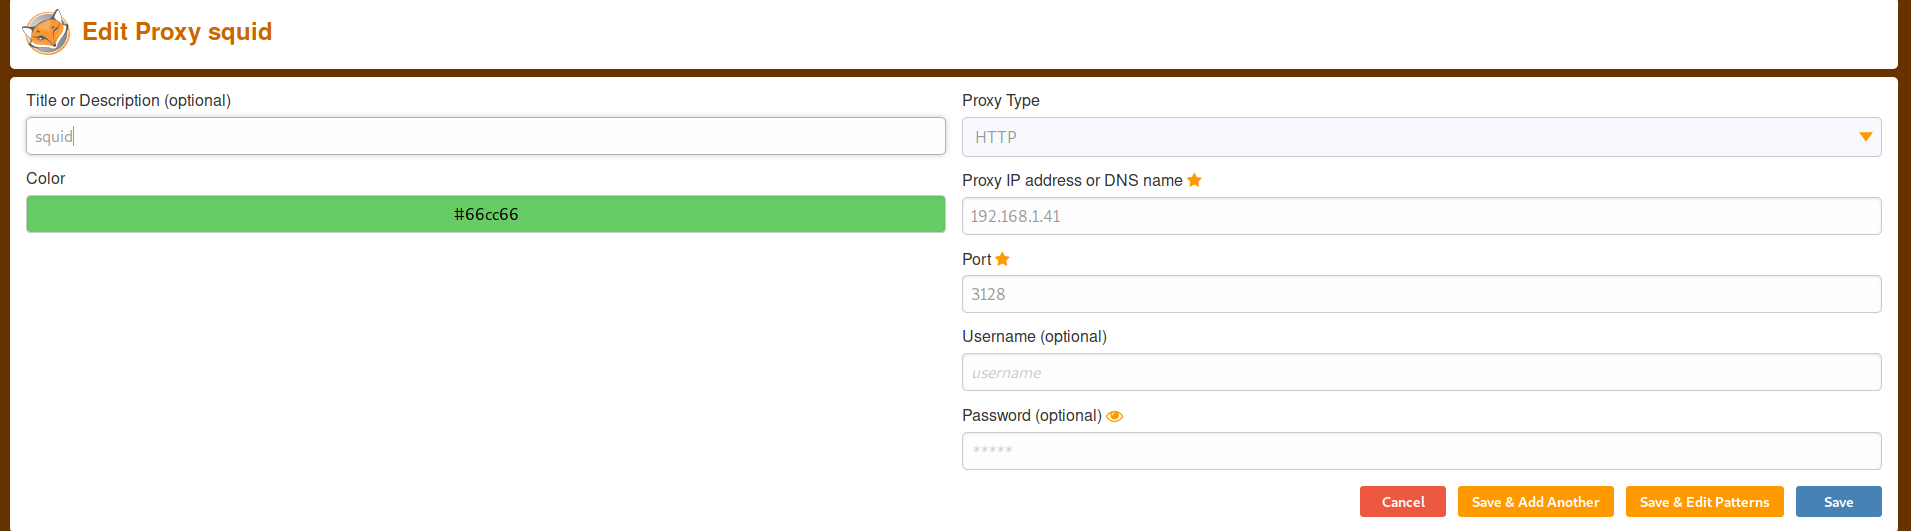 Edit Proxy squid
Title or Description (optional)
squid
Color
#66cc66
Proxy Type
HTTP
Proxy IP address or DNS name
192.168.1.41
Port
3128
Username (optional)
username
Password (optional)
*****
Cancel
Save & Add Another
Save & Edit Patterns
Save